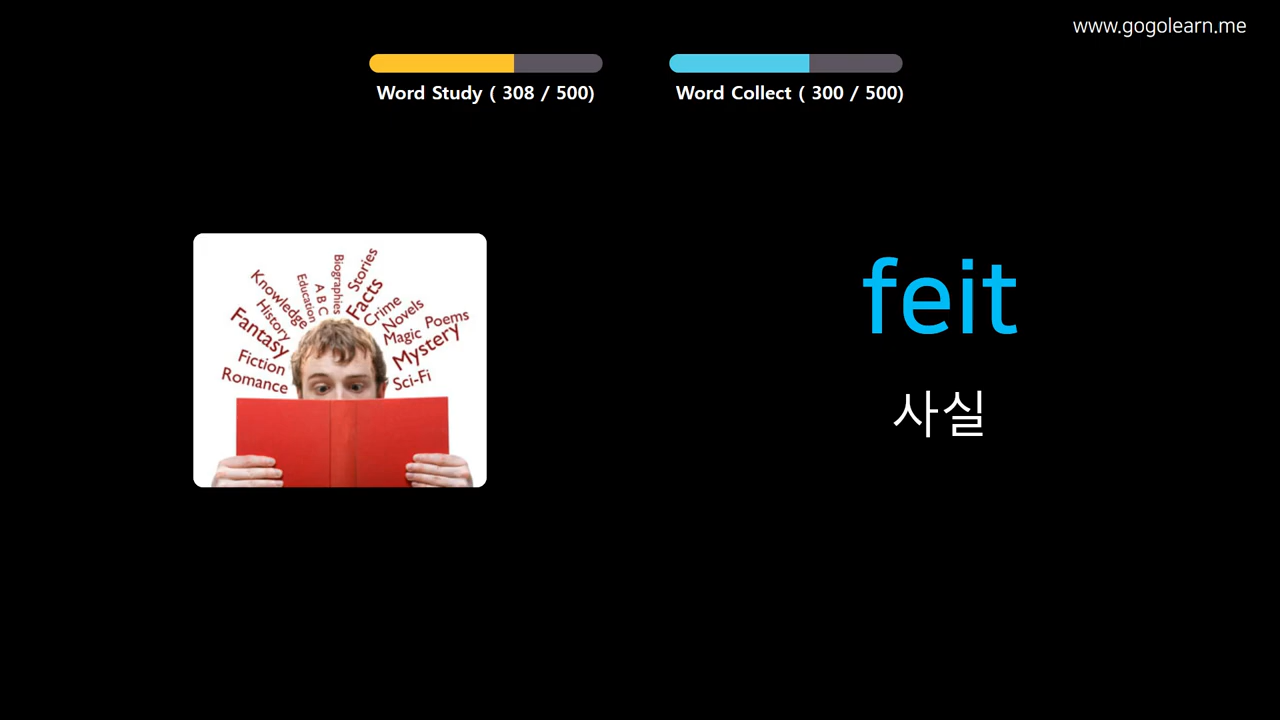 www.gogolearn.me
Word Study ( 308 / 500)
Word Collect ( 300 / 500)
Knowledge
History
Fantasy
Fiction
Romance
Education
A B C
Biographies
Stories
Facts
Crime
Novels
Magic
Poems
Mystery
Sci-Fi
feit
사실